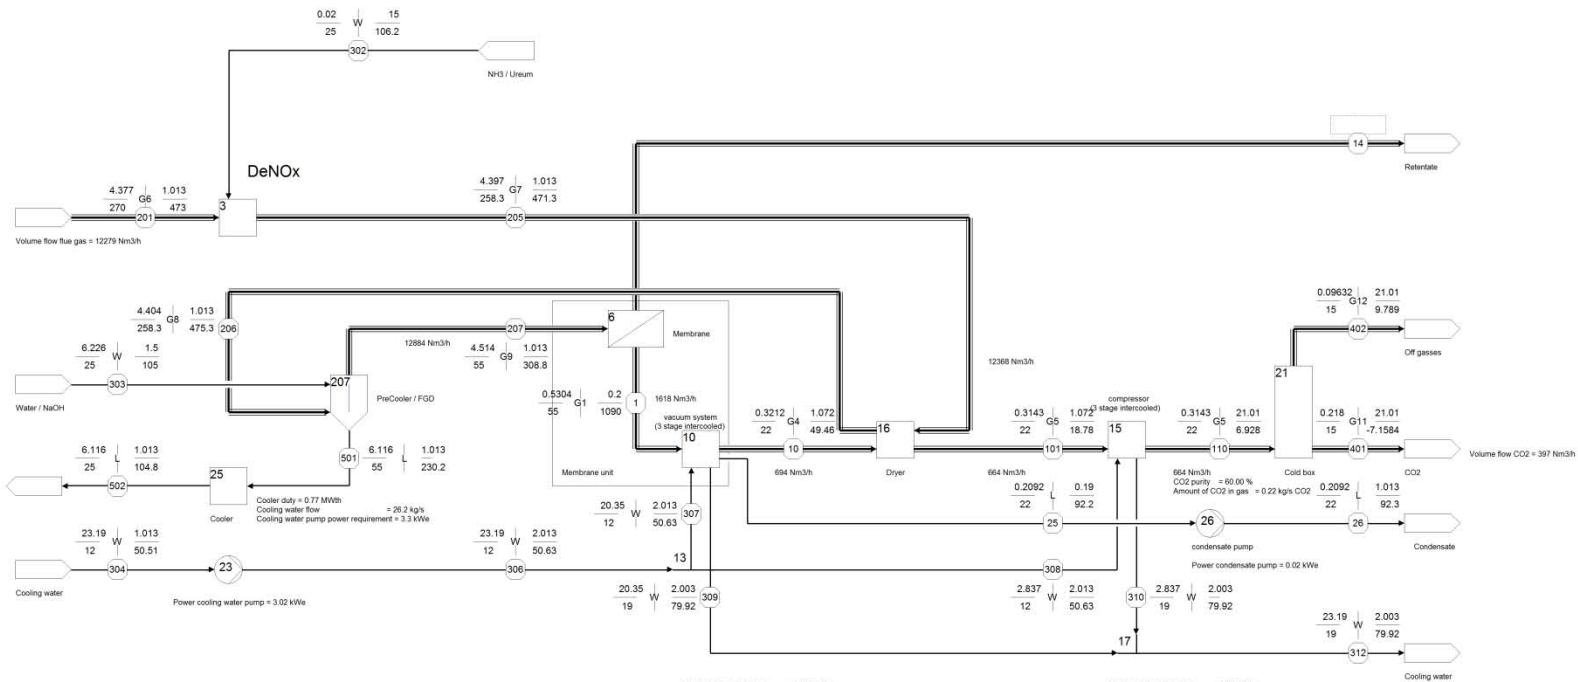 0.02 W 15
25 106.2
302
NH3 / Ureum
14
Retentate
DeNOx
4.377 G6 1.013
270 473
201
3
4.397 G7 1.013
258.3 471.3
205
Volume flow flue gas = 12279 Nm3/h
4.404 G8 1.013
258.3 475.3
206
207
12884 Nm3/h
4.514 G9 1.013
55 308.8
6
Membrane
12368 Nm3/h
0.09632 G12 21.01
15 9.789
402
Off gasses
6.226 W 1.5
25 105
303
Water / NaOH
207
PreCooler / FGD
0.5304 G1 0.2
55 1090
1
1618 Nm3/h
vacuum system
(3 stage intercooled)
10
Membrane unit
0.3212 G4 1.072
22 49.46
10
694 Nm3/h
16
Dryer
0.3143 G5 1.072
22 18.78
101
664 Nm3/h
compressor
(3 stage intercooled)
15
0.3143 G5 21.01
22 6.928
110
664 Nm3/h
CO2 purity = 60.00 %
Amount of CO2 in gas = 0.22 kg/s CO2
21
Cold box
0.218 G11 21.01
15 -7.1584
401
CO2
Volume flow CO2 = 397 Nm3/h
6.116 L 1.013
25 104.8
502
25
Cooler
501
6.116 L 1.013
55 230.2
Cooler duty = 0.77 MWth
Cooling water flow = 26.2 kg/s
Cooling water pump power requirement = 3.3 kWe
20.35 W 2.013
12 50.63
307
0.2092 L 0.19
22 92.2
25
26
condensate pump
Power condensate pump = 0.02 kWe
0.2092 L 1.013
22 92.3
26
Condensate
23.19 W 1.013
12 50.51
304
Cooling water
23
Power cooling water pump = 3.02 kWe
23.19 W 2.013
12 50.63
306
13
308
2.837 W 2.013
12 50.63
20.35 W 2.003
19 79.92
309
310
2.837 W 2.003
19 79.92
17
23.19 W 2.003
19 79.92
312
Cooling water